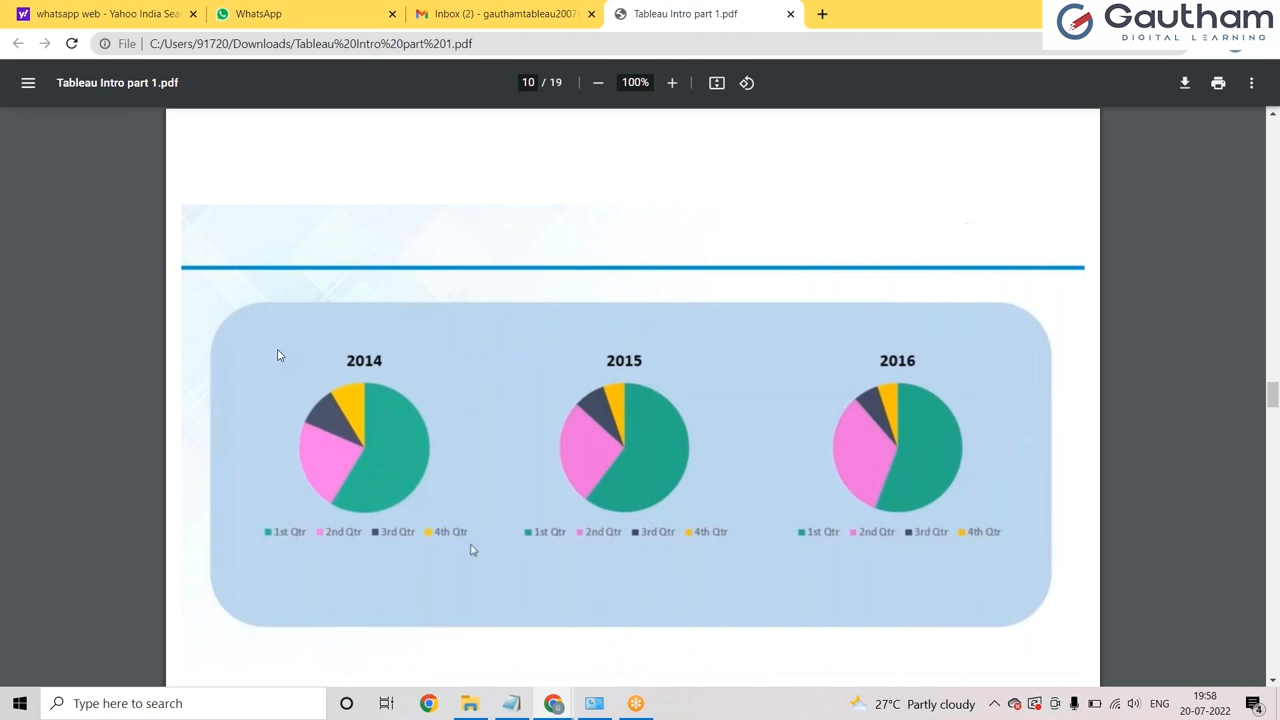 whatsapp web - Yahoo India Sea
WhatsApp
Inbox (2) - gauthamtableau2007
Tableau Intro part 1.pdf
Gautham
DIGITAL LEARNING
File
C:/Users/91720/Downloads/Tableau%20Intro%20part%201.pdf
Tableau Intro part 1.pdf
10 / 19
100%
2014
2015
2016
1st Qtr 2nd Qtr 3rd Qtr 4th Qtr
1st Qtr 2nd Qtr 3rd Qtr 4th Qtr
1st Qtr 2nd Qtr 3rd Qtr 4th Qtr
Type here to search
27°C Partly cloudy
ENG
19:58
20-07-2022
4